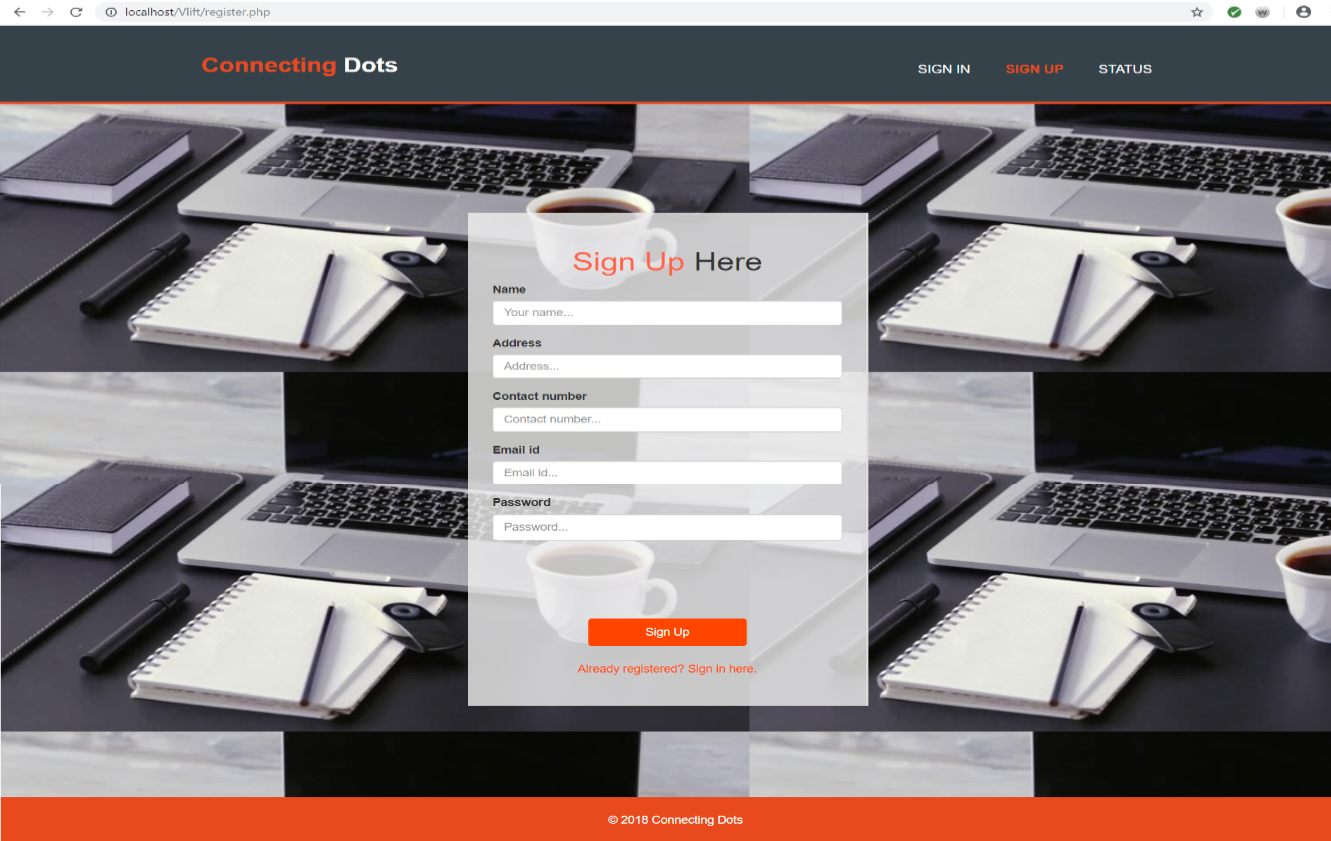 localhost/Vlift/register.php
Connecting Dots
SIGN IN SIGN UP STATUS
Sign Up Here
Name
Your name...
Address
Address...
Contact number
Contact number...
Email id
Email id...
Password
Password...
Sign Up
Already registered? Sign In here.
© 2018 Connecting Dots